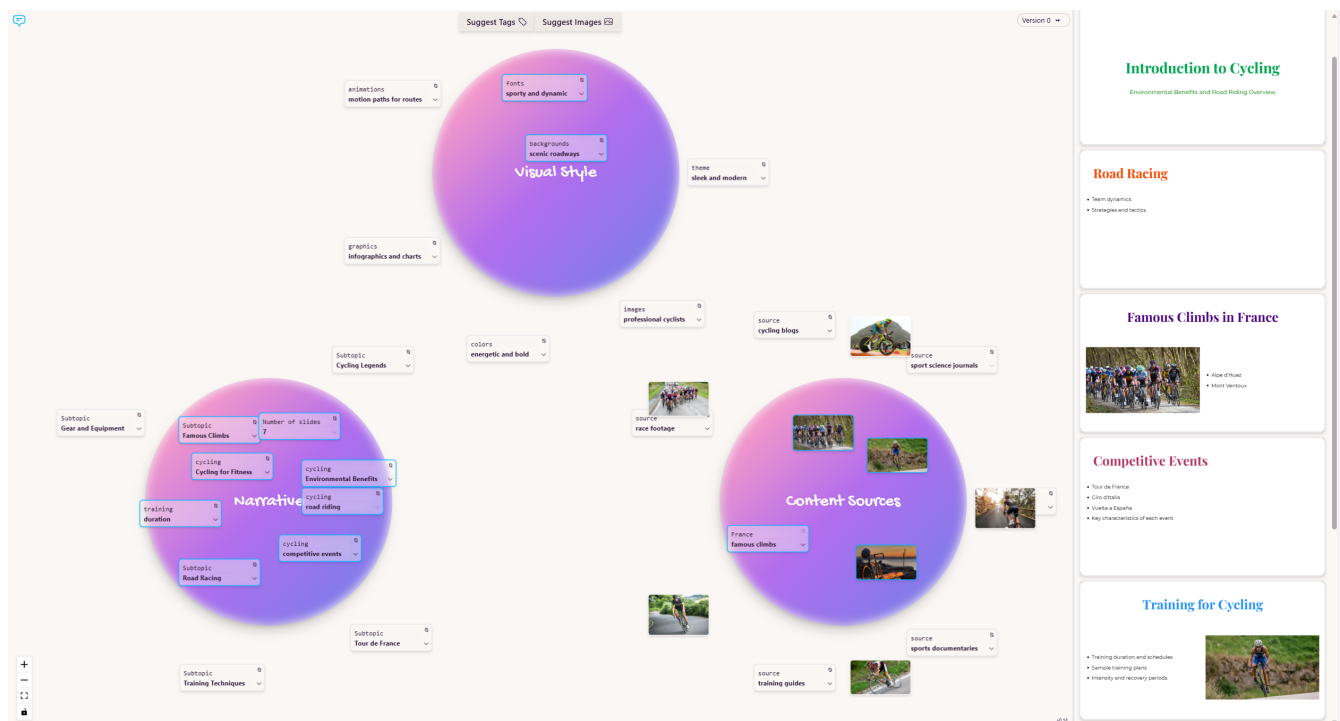 Suggest Tags
Suggest Images
Version 0
animations
motion paths for routes
fonts
sporty and dynamic
backgrounds
scenic roadways
Visual Style
theme
sleek and modern
graphics
infographics and charts
images
professional cyclists
colors
energetic and bold
source
cycling blogs
source
sport science journals
source
race footage
Subtopic
Cycling Legends
Subtopic
Gear and Equipment
Subtopic
Famous Climbs
Number of slides
7
cycling
Cycling for Fitness
cycling
Environmental Benefits
cycling
road riding
Narrative
training
duration
cycling
competitive events
Subtopic
Road Racing
Subtopic
Tour de France
Subtopic
Training Techniques
Content Sources
France
famous climbs
source
sports documentaries
source
training guides
Introduction to Cycling
Environmental Benefits and Road Riding Overview
Road Racing
• Team dynamics
• Strategies and tactics
Famous Climbs in France
• Alpe d'Huez
• Mont Ventoux
Competitive Events
• Tour de France
• Giro d'Italia
• Vuelta a España
• Key characteristics of each event
Training for Cycling
• Training duration and schedules
• Sample training plans
• Intensity and recovery periods